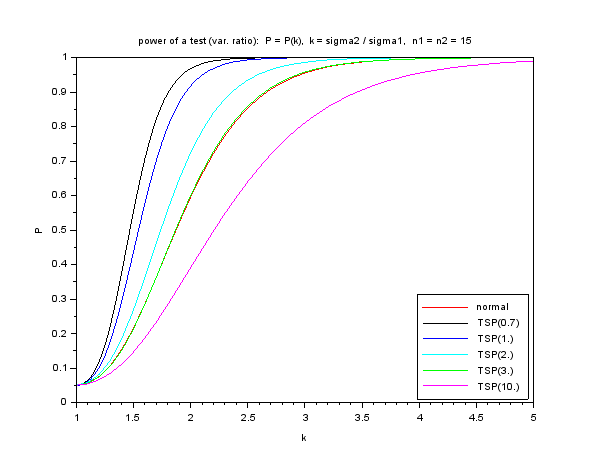 power of a test (var. ratio): P = P(k), k = sigma2 / sigma1, n1 = n2 = 15
1
0.9
0.8
0.7
0.6
0.5
0.4
0.3
0.2
0.1
0
P
1 1.5 2 2.5 3 3.5 4 4.5 5
k
normal
TSP(0.7)
TSP(1.)
TSP(2.)
TSP(3.)
TSP(10.)